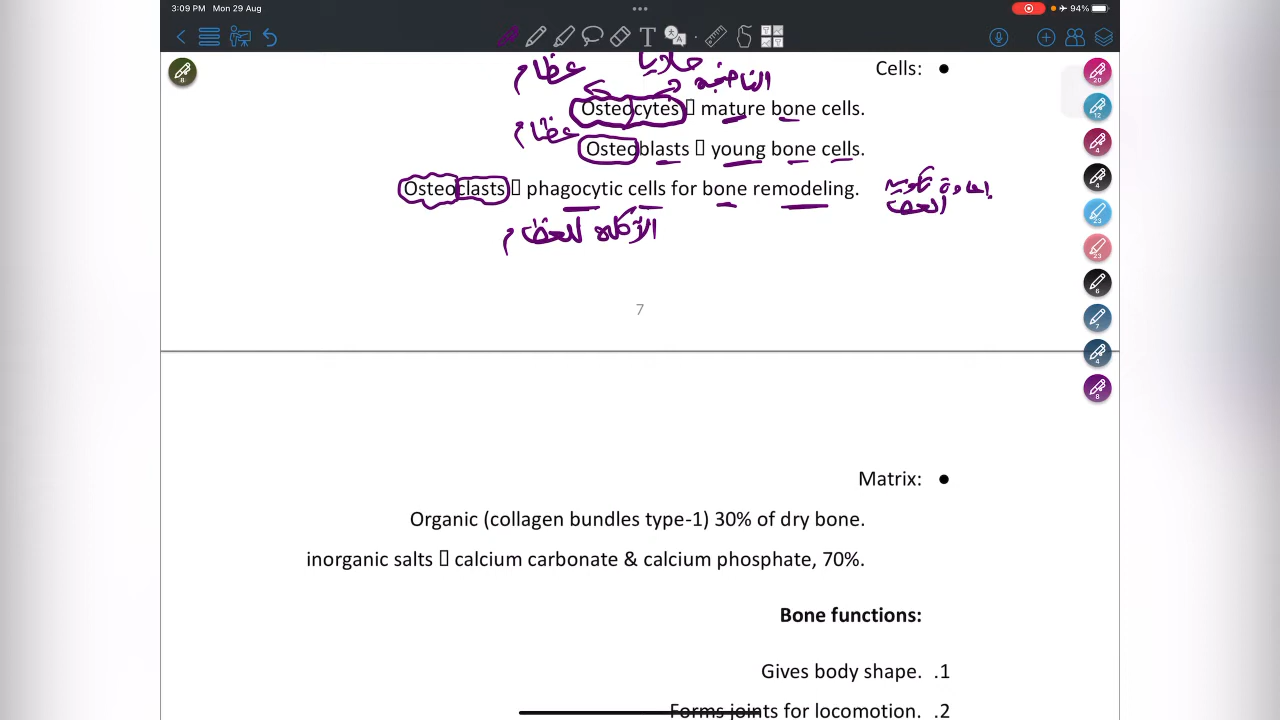 3:09 PM Mon 29 Aug
94%
Cells: ●
عظام
خلايا
الناضجة
Osteocytes ▯ mature bone cells.
عظام
Osteoblasts ▯ young bone cells.
Osteoclasts ▯ phagocytic cells for bone remodeling.
إعادة تكوين
العظم
الآكلة للعظام
7
Matrix: ●
Organic (collagen bundles type-1) 30% of dry bone.
inorganic salts ▯ calcium carbonate & calcium phosphate, 70%.
Bone functions:
Gives body shape. .1
Forms joints for locomotion. .2